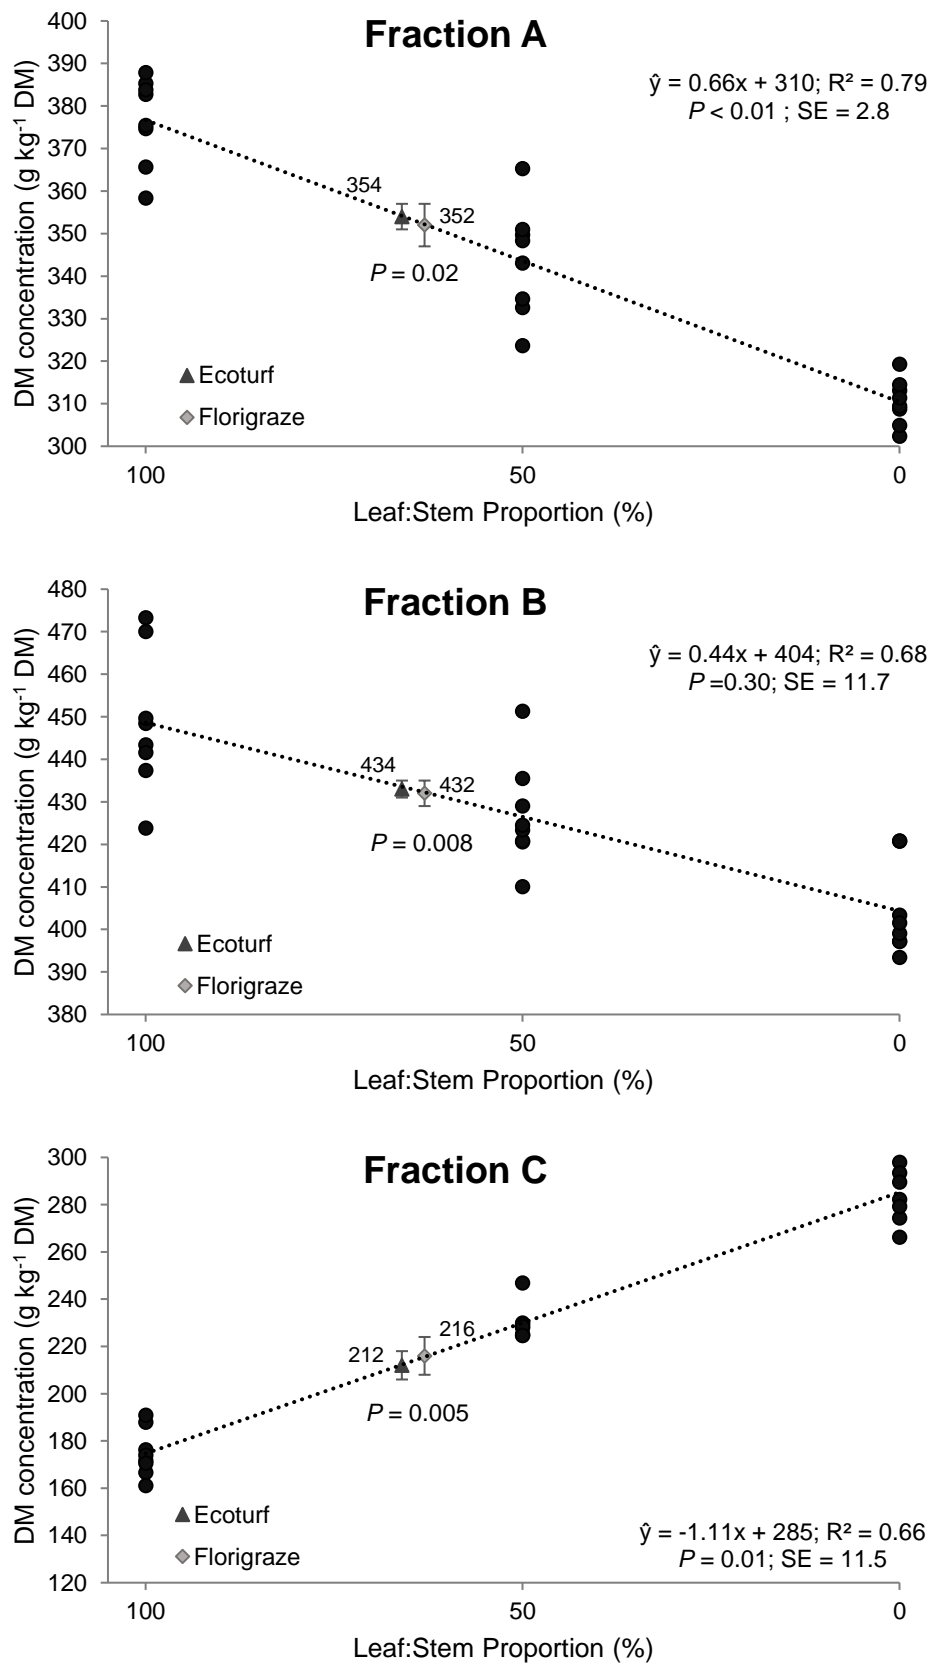 Fraction A
ŷ = 0.66x + 310; R² = 0.79
P < 0.01 ; SE = 2.8
DM concentration (g kg⁻¹ DM)
400
390
380
370
360
350
340
330
320
310
300
354
352
P = 0.02
Ecoturf
Florigraze
100
50
0
Leaf:Stem Proportion (%)
Fraction B
ŷ = 0.44x + 404; R² = 0.68
P =0.30; SE = 11.7
DM concentration (g kg⁻¹ DM)
480
470
460
450
440
430
420
410
400
390
380
434
432
P = 0.008
Ecoturf
Florigraze
100
50
0
Leaf:Stem Proportion (%)
Fraction C
DM concentration (g kg⁻¹ DM)
300
280
260
240
220
200
180
160
140
120
212
216
P = 0.005
Ecoturf
Florigraze
ŷ = -1.11x + 285; R² = 0.66
P = 0.01; SE = 11.5
100
50
0
Leaf:Stem Proportion (%)